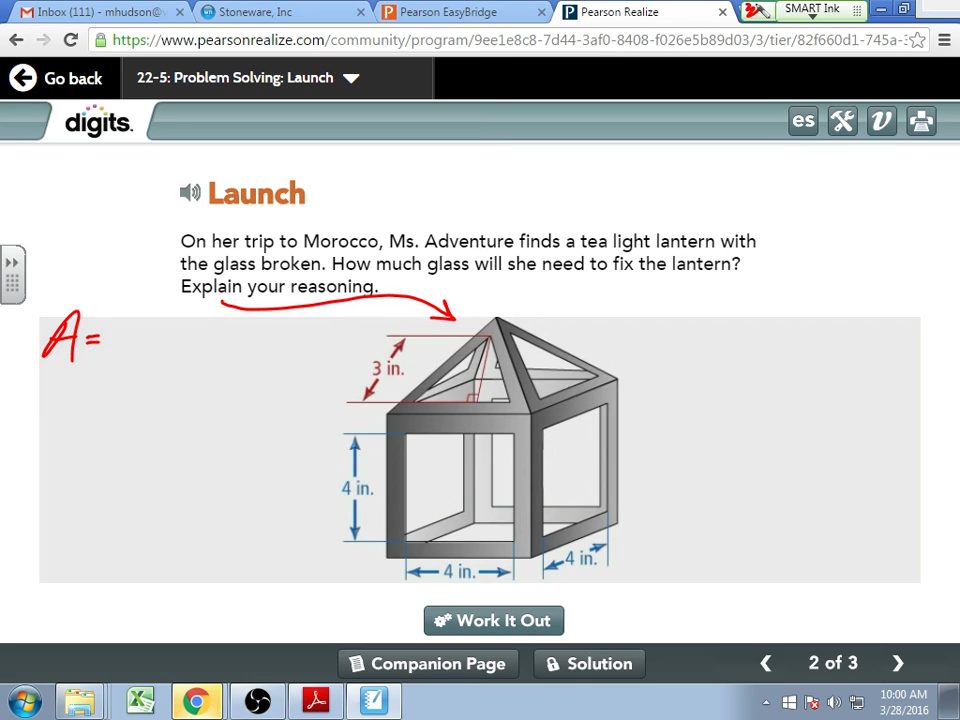 Inbox (111) - mhudson@
Stoneware, Inc
Pearson EasyBridge
Pearson Realize
SMART Ink
https://www.pearsonrealize.com/community/program/9ee1e8c8-7d44-3af0-8408-f026e5b89d03/3/tier/82f660d1-745a-3
Go back
22-5: Problem Solving: Launch
digits.
es
V
Launch
On her trip to Morocco, Ms. Adventure finds a tea light lantern with
the glass broken. How much glass will she need to fix the lantern?
Explain your reasoning.
A=
3 in.
4 in.
4 in.
4 in.
Work It Out
Companion Page
Solution
2 of 3
10:00 AM
3/28/2016